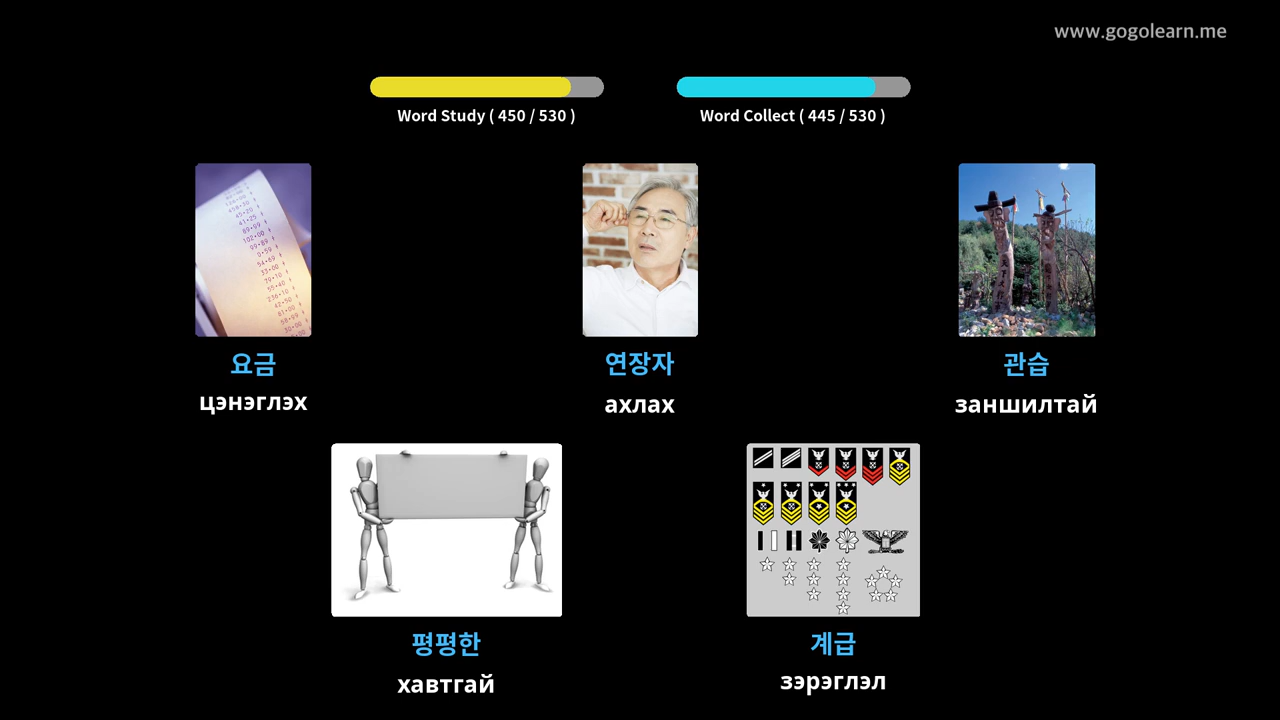 www.gogolearn.me
Word Study ( 450 / 530 )
Word Collect ( 445 / 530 )
요금
цэнэглэх
연장자
ахлах
관습
заншилтай
평평한
хавтгай
계급
зэрэглэл